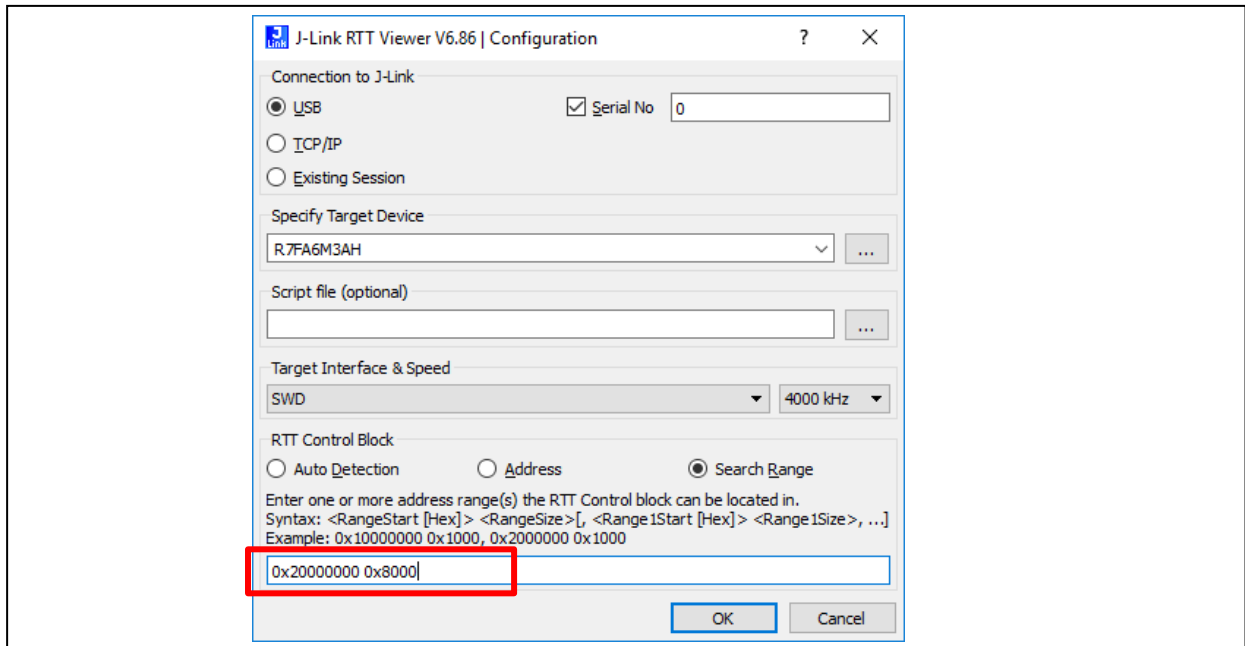 J-Link RTT Viewer V6.86 | Configuration ? ×
Connection to J-Link
USB Serial No 0
TCP/IP
Existing Session
Specify Target Device
R7FA6M3AH ...
Script file (optional)
...
Target Interface & Speed
SWD 4000 kHz
RTT Control Block
Auto Detection Address Search Range
Enter one or more address range(s) the RTT Control block can be located in.
Syntax: <RangeStart [Hex]> <RangeSize>[, <Range1Start [Hex]> <Range1Size>, ...]
Example: 0x10000000 0x1000, 0x2000000 0x1000
0x20000000 0x8000
OK Cancel